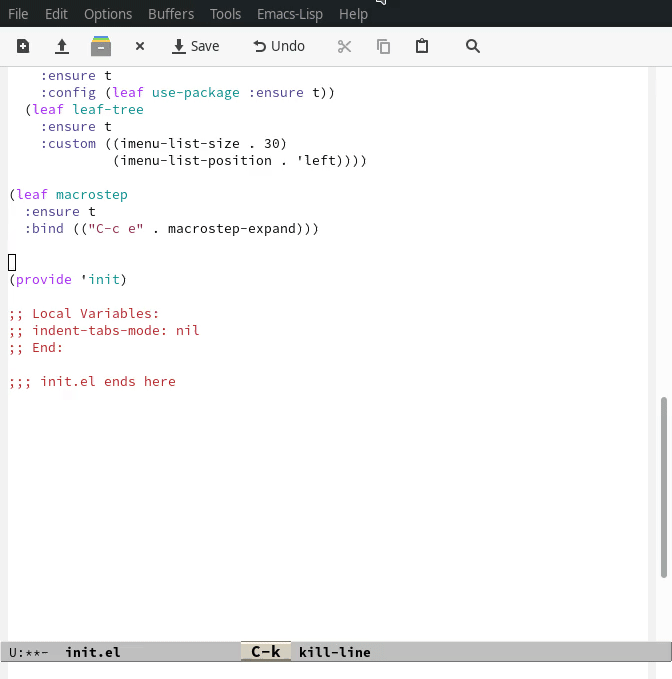 File Edit Options Buffers Tools Emacs-Lisp Help
Save Undo
:ensure t
:config (leaf use-package :ensure t))
(leaf leaf-tree
:ensure t
:custom ((imenu-list-size . 30)
(imenu-list-position . 'left))))
(leaf macrostep
:ensure t
:bind (("C-c e" . macrostep-expand)))
(provide 'init)
;; Local Variables:
;; indent-tabs-mode: nil
;; End:
;;; init.el ends here
U:**- init.el C-k kill-line